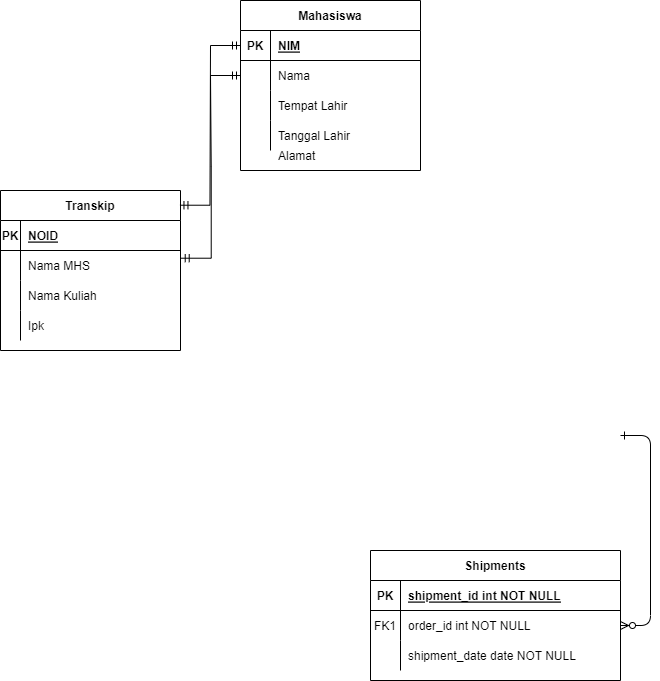 Mahasiswa
PK NIM
Nama
Tempat Lahir
Tanggal Lahir
Alamat
Transkip
PK NOID
Nama MHS
Nama Kuliah
Ipk
Shipments
PK shipment_id int NOT NULL
FK1 order_id int NOT NULL
shipment_date date NOT NULL